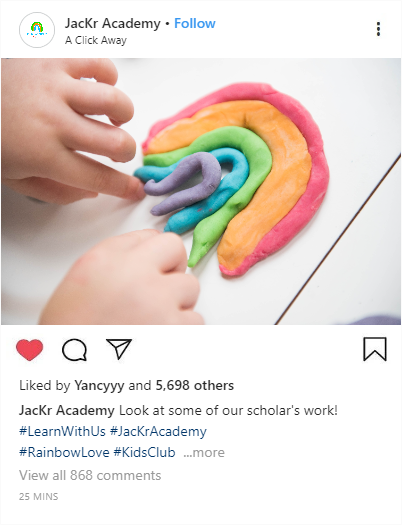 JacKr Academy • Follow
A Click Away
Liked by Yancyyy and 5,698 others
JacKr Academy Look at some of our scholar's work!
#LearnWithUs #JacKrAcademy
#RainbowLove #KidsClub ...more
View all 868 comments
25 MINS